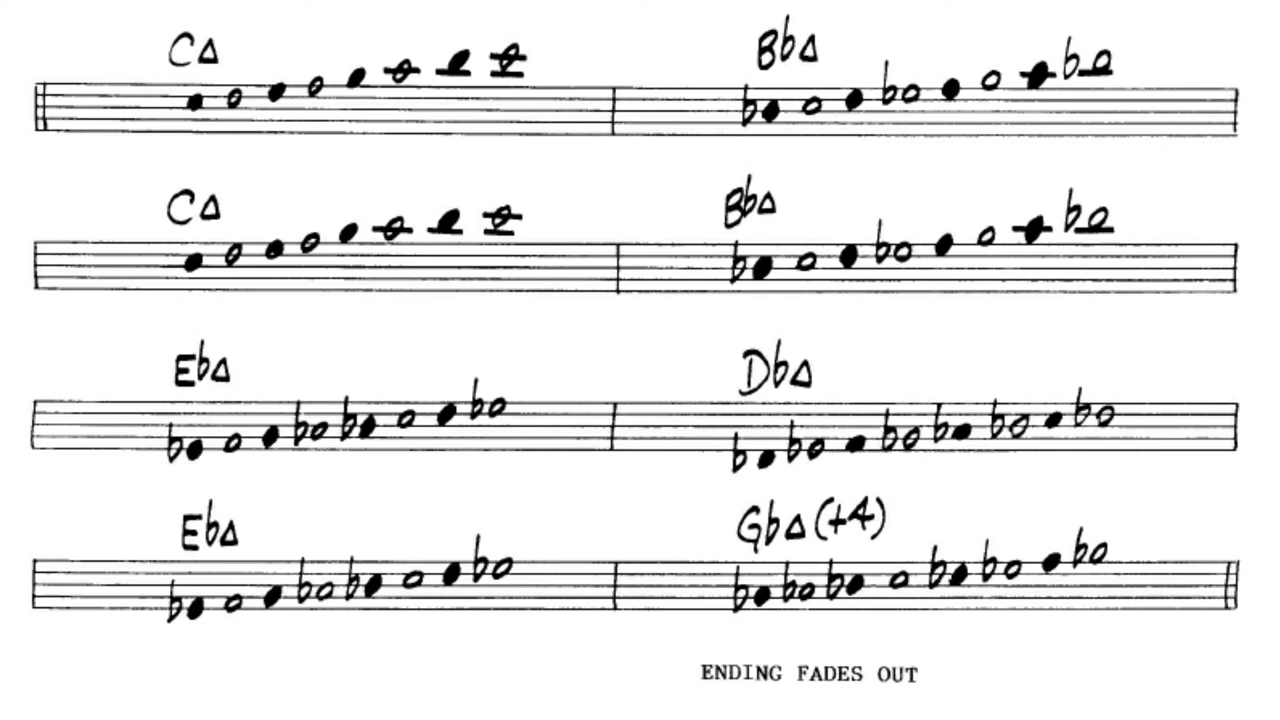 C∆ Bb∆
C∆ Bb∆
Eb∆ Db∆
Eb∆ Gb∆(+4)
ENDING FADES OUT